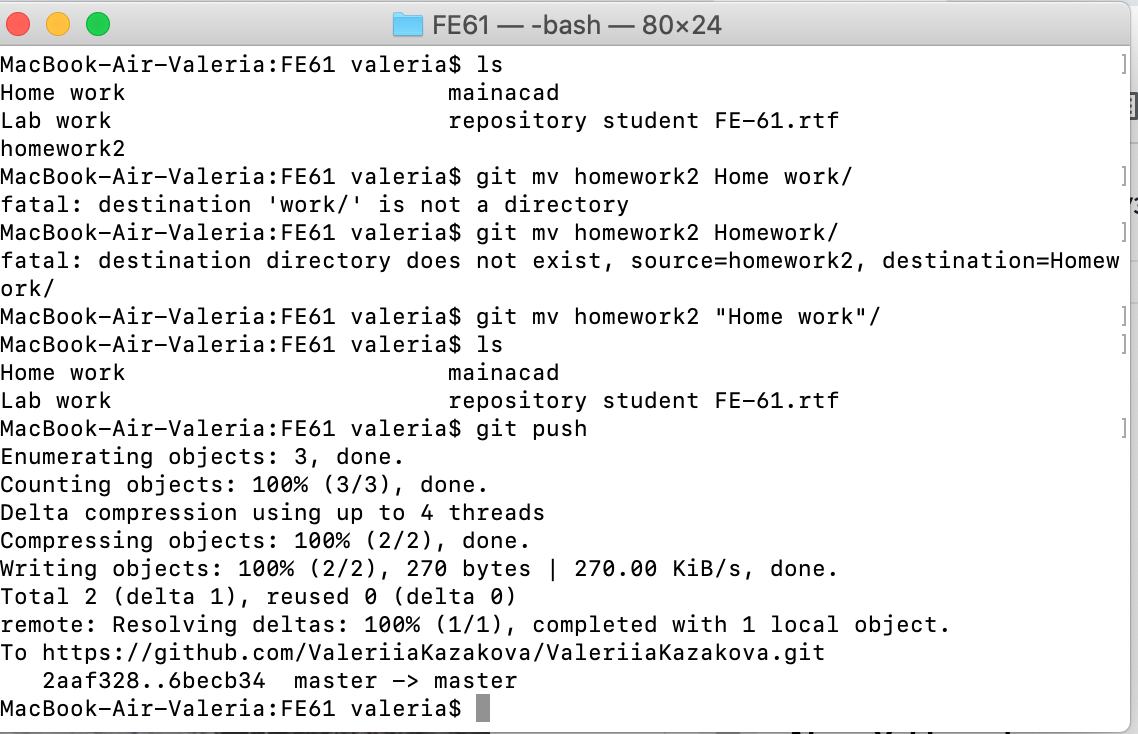 FE61 — -bash — 80×24
MacBook-Air-Valeria:FE61 valeria$ ls
Home work mainacad
Lab work repository student FE-61.rtf
homework2
MacBook-Air-Valeria:FE61 valeria$ git mv homework2 Home work/
fatal: destination 'work/' is not a directory
MacBook-Air-Valeria:FE61 valeria$ git mv homework2 Homework/
fatal: destination directory does not exist, source=homework2, destination=Homew
ork/
MacBook-Air-Valeria:FE61 valeria$ git mv homework2 "Home work"/
MacBook-Air-Valeria:FE61 valeria$ ls
Home work mainacad
Lab work repository student FE-61.rtf
MacBook-Air-Valeria:FE61 valeria$ git push
Enumerating objects: 3, done.
Counting objects: 100% (3/3), done.
Delta compression using up to 4 threads
Compressing objects: 100% (2/2), done.
Writing objects: 100% (2/2), 270 bytes | 270.00 KiB/s, done.
Total 2 (delta 1), reused 0 (delta 0)
remote: Resolving deltas: 100% (1/1), completed with 1 local object.
To https://github.com/ValeriiaKazakova/ValeriiaKazakova.git
2aaf328..6becb34 master -> master
MacBook-Air-Valeria:FE61 valeria$